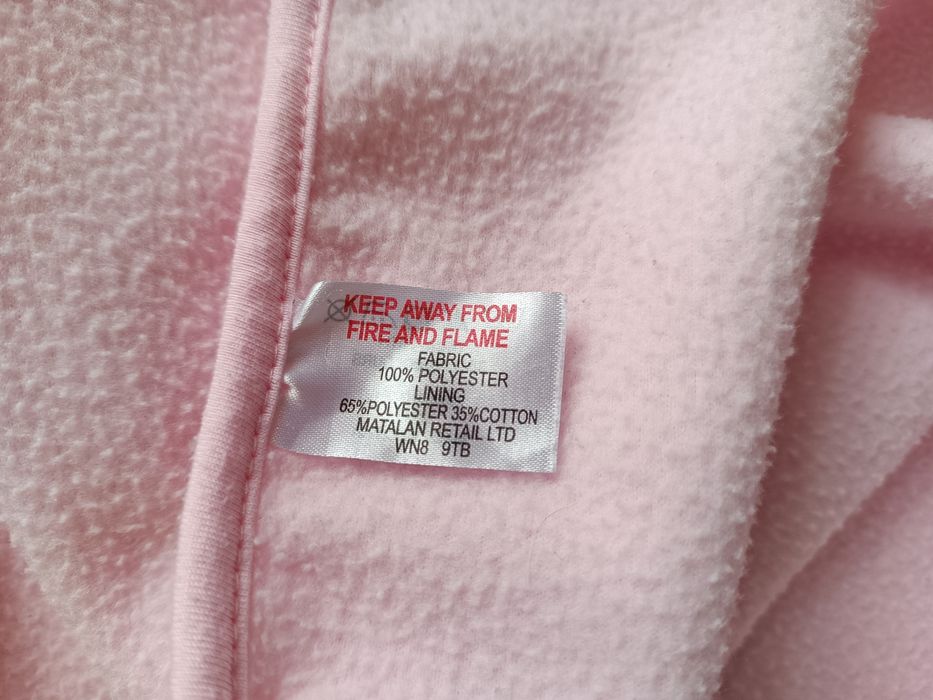 KEEP AWAY FROM
FIRE AND FLAME
FABRIC
100% POLYESTER
LINING
65%POLYESTER 35%COTTON
MATALAN RETAIL LTD
WN8 9TB